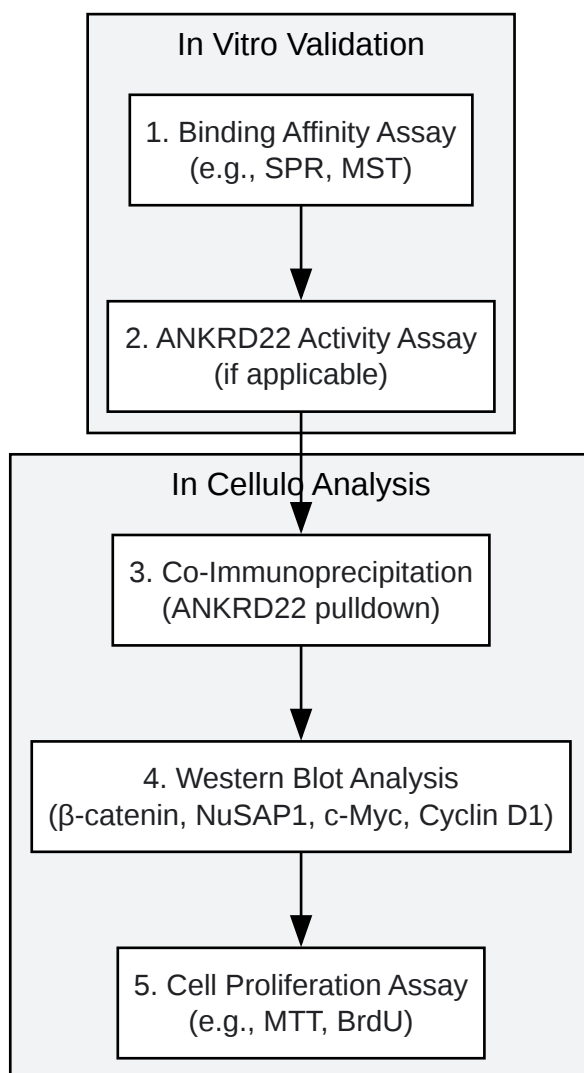 In Vitro Validation
1. Binding Affinity Assay
(e.g., SPR, MST)
2. ANKRD22 Activity Assay
(if applicable)
In Cellulo Analysis
3. Co-Immunoprecipitation
(ANKRD22 pulldown)
4. Western Blot Analysis
(β-catenin, NuSAP1, c-Myc, Cyclin D1)
5. Cell Proliferation Assay
(e.g., MTT, BrdU)